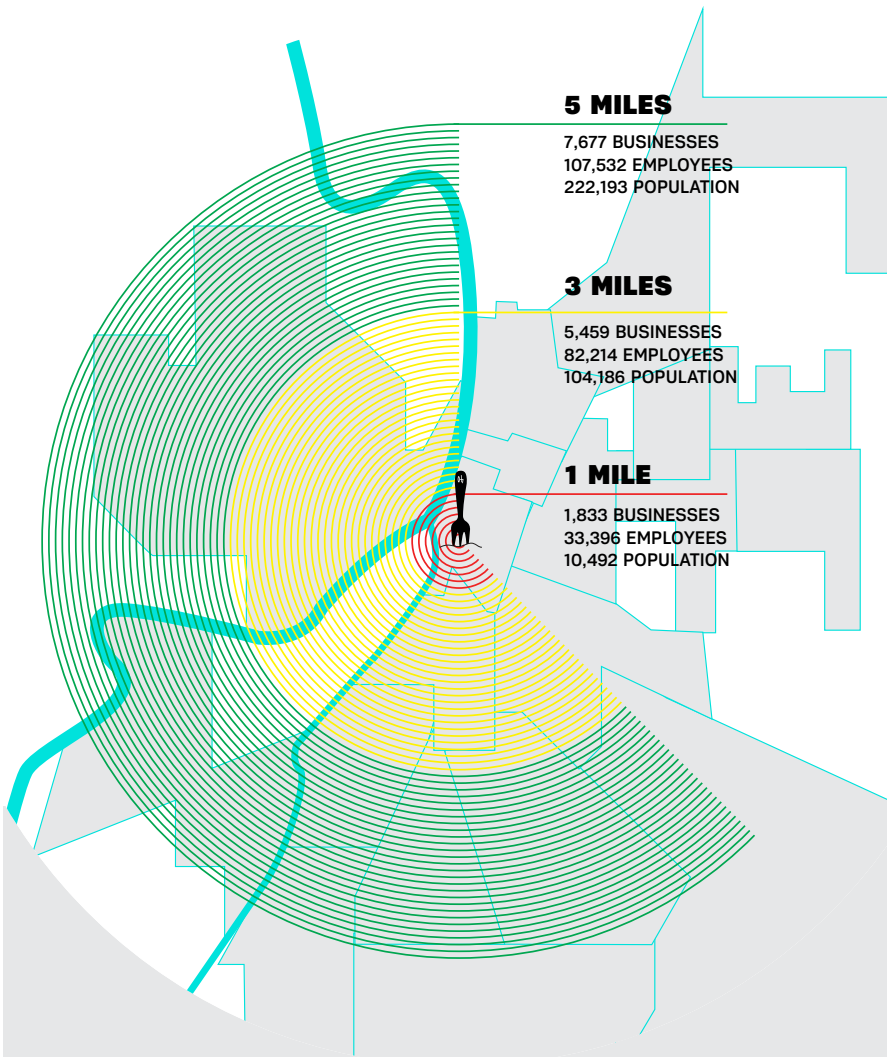 5 MILES
7,677 BUSINESSES
107,532 EMPLOYEES
222,193 POPULATION
3 MILES
5,459 BUSINESSES
82,214 EMPLOYEES
104,186 POPULATION
1 MILE
1,833 BUSINESSES
33,396 EMPLOYEES
10,492 POPULATION